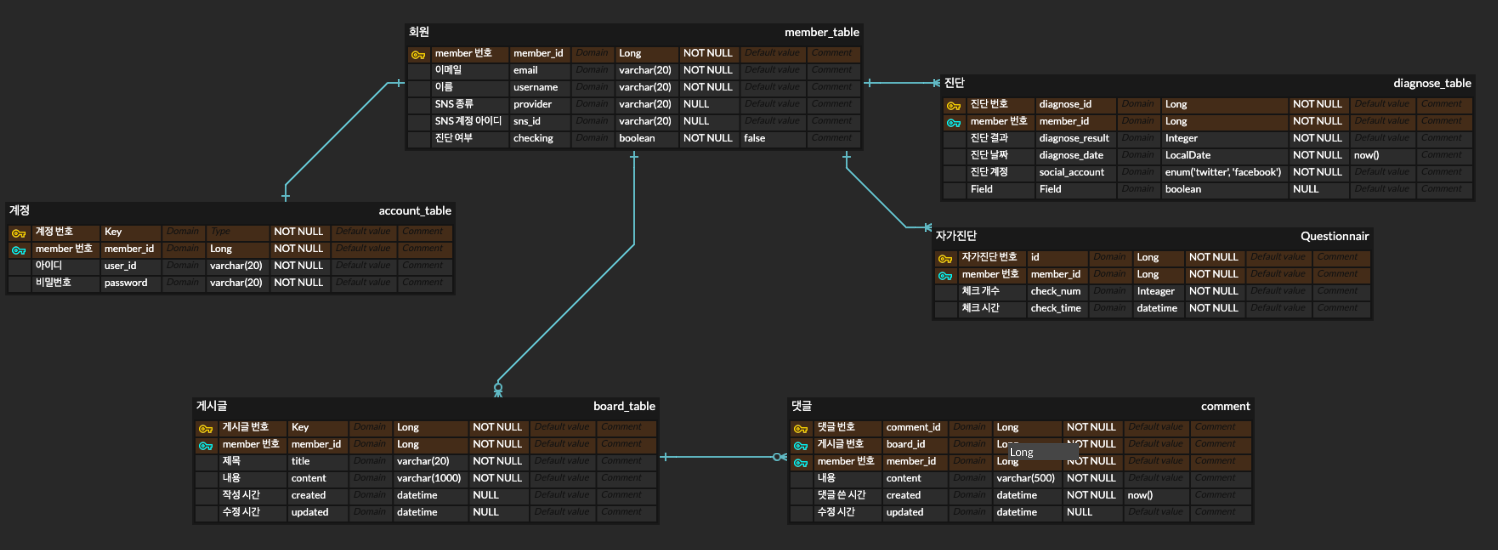 회원 member_table
member 번호 member_id Domain Long NOT NULL Default value Comment
이메일 email Domain varchar(20) NOT NULL Default value Comment
이름 username Domain varchar(20) NOT NULL Default value Comment
SNS 종류 provider Domain varchar(20) NULL Default value Comment
SNS 계정 아이디 sns_id Domain varchar(20) NULL Default value Comment
진단 여부 checking Domain boolean NOT NULL false Comment
진단 diagnose_table
진단 번호 diagnose_id Domain Long NOT NULL Default value Comment
member 번호 member_id Domain Long NOT NULL Default value Comment
진단 결과 diagnose_result Domain Integer NOT NULL Default value Comment
진단 날짜 diagnose_date Domain LocalDate NOT NULL now() Comment
진단 계정 social_account Domain enum('twitter', 'facebook') NOT NULL Default value Comment
Field Field Domain boolean NULL Default value Comment
계정 account_table
계정 번호 Key Domain Type NOT NULL Default value Comment
member 번호 member_id Domain Long NOT NULL Default value Comment
아이디 user_id Domain varchar(20) NOT NULL Default value Comment
비밀번호 password Domain varchar(20) NOT NULL Default value Comment
자가진단 Questionnair
자가진단 번호 id Domain Long NOT NULL Default value Comment
member 번호 member_id Domain Long NOT NULL Default value Comment
체크 개수 check_num Domain Inteager NOT NULL Default value Comment
체크 시간 check_time Domain datetime NOT NULL Default value Comment
게시글 board_table
게시글 번호 Key Domain Long NOT NULL Default value Comment
member 번호 member_id Domain Long NOT NULL Default value Comment
제목 title Domain varchar(20) NOT NULL Default value Comment
내용 content Domain varchar(1000) NOT NULL Default value Comment
작성 시간 created Domain datetime NULL Default value Comment
수정 시간 updated Domain datetime NULL Default value Comment
댓글 comment
댓글 번호 comment_id Domain Long NOT NULL Default value Comment
게시글 번호 board_id Domain Long NOT NULL Default value Comment
Long
member 번호 member_id Domain Long NOT NULL Default value Comment
내용 content Domain varchar(500) NOT NULL Default value Comment
댓글 쓴 시간 created Domain datetime NOT NULL now() Comment
수정 시간 updated Domain datetime NULL Default value Comment